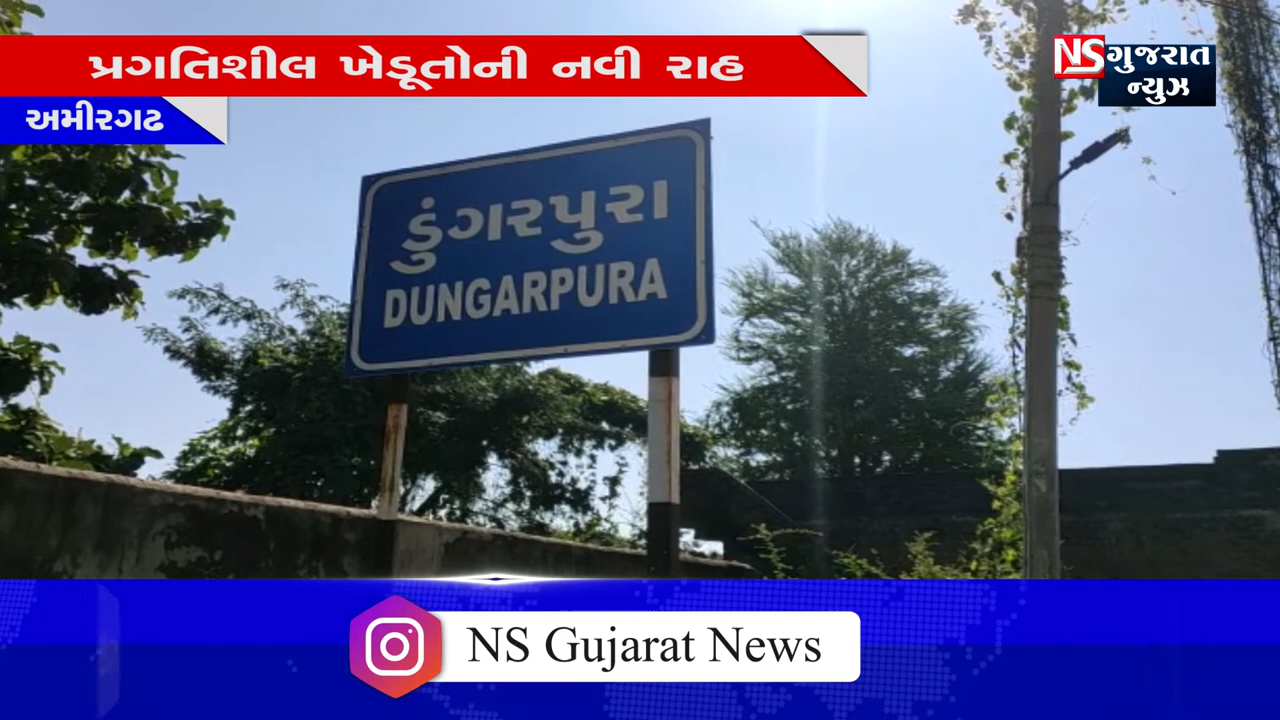 પ્રગતિશીલ ખેડૂતોની નવી રાહ
NS ગુજરાત
ન્યુઝ
અમીરગઢ
ડુંગરપુરા
DUNGARPURA
NS Gujarat News